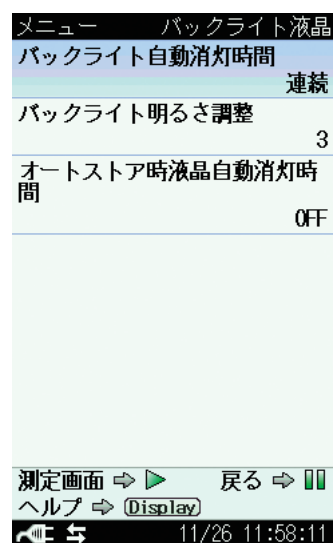 メニュー　バックライト液晶
バックライト自動消灯時間
連続
バックライト明るさ調整
3
オートストア時液晶自動消灯時
間
OFF
測定画面 ⇨ ▶　戻る ⇨ ▮▮
ヘルプ ⇨ Display
11/26 11:58:11